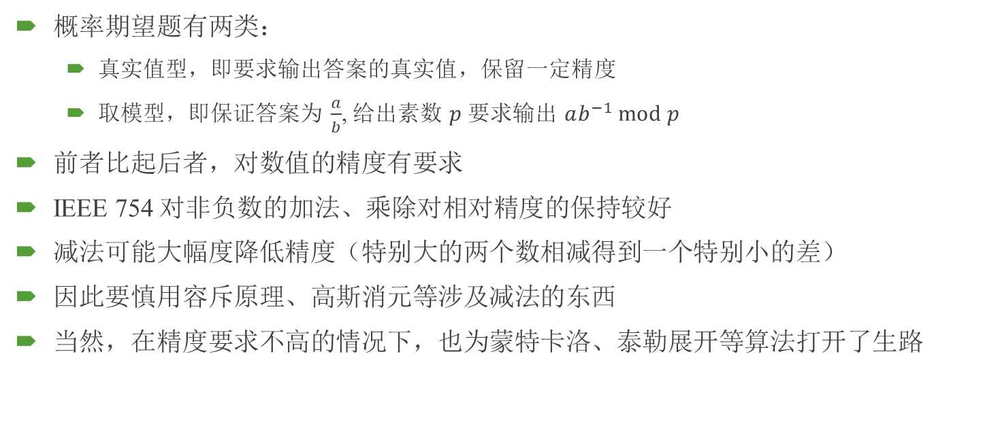 概率期望题有两类：
真实值型，即要求输出答案的真实值，保留一定精度
取模型，即保证答案为 a/b, 给出素数 p 要求输出 ab⁻¹ mod p
前者比起后者，对数值的精度有要求
IEEE 754 对非负数的加法、乘除对相对精度的保持较好
减法可能大幅度降低精度（特别大的两个数相减得到一个特别小的差）
因此要慎用容斥原理、高斯消元等涉及减法的东西
当然，在精度要求不高的情况下，也为蒙特卡洛、泰勒展开等算法打开了生路